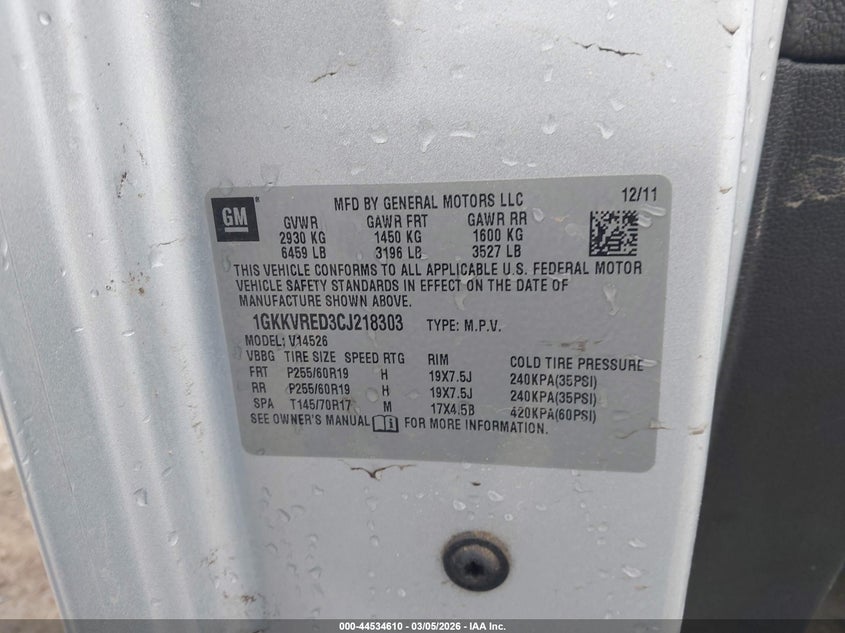 GM
MFD BY GENERAL MOTORS LLC 12/11
GVWR GAWR FRT GAWR RR
2930 KG 1450 KG 1600 KG
6459 LB 3196 LB 3527 LB
THIS VEHICLE CONFORMS TO ALL APPLICABLE U.S. FEDERAL MOTOR
VEHICLE SAFETY STANDARDS IN EFFECT ON THE DATE OF
MANUFACTURE SHOWN ABOVE.
1GKKVRED3CJ218303 TYPE: M.P.V.
MODEL: V14526
VBBG TIRE SIZE SPEED RTG RIM COLD TIRE PRESSURE
FRT P255/60R19 H 19X7.5J 240KPA(35PSI)
RR P255/60R19 H 19X7.5J 240KPA(35PSI)
SPA T145/70R17 M 17X4.5B 420KPA(60PSI)
SEE OWNER'S MANUAL FOR MORE INFORMATION.
000-44534610 — 03/05/2026 — IAA Inc.